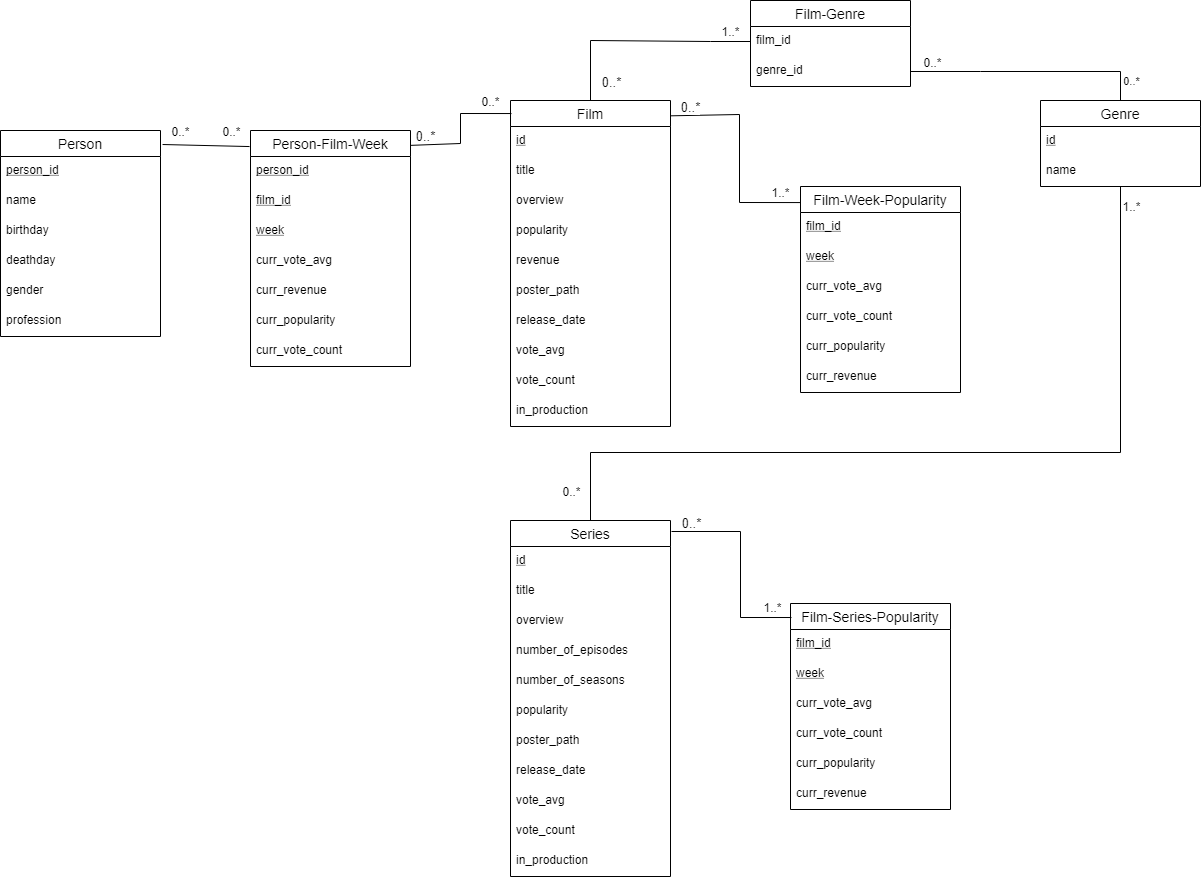 Film-Genre
film_id
genre_id
1..*
0..*
0..*
0..*
Genre
id
name
1..*
Person
person_id
name
birthday
deathday
gender
profession
0..*
0..*
Person-Film-Week
person_id
film_id
week
curr_vote_avg
curr_revenue
curr_popularity
curr_vote_count
0..*
0..*
Film
id
title
overview
popularity
revenue
poster_path
release_date
vote_avg
vote_count
in_production
0..*
1..*
Film-Week-Popularity
film_id
week
curr_vote_avg
curr_vote_count
curr_popularity
curr_revenue
0..*
Series
id
title
overview
number_of_episodes
number_of_seasons
popularity
poster_path
release_date
vote_avg
vote_count
in_production
0..*
1..*
Film-Series-Popularity
film_id
week
curr_vote_avg
curr_vote_count
curr_popularity
curr_revenue